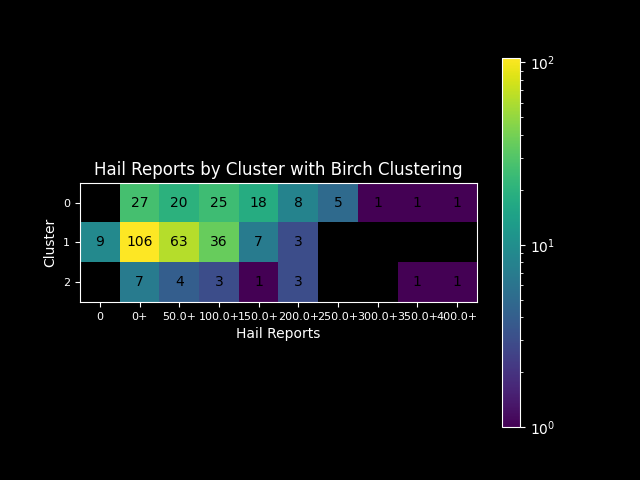 Hail Reports by Cluster with Birch Clustering
Cluster
0 27 20 25 18 8 5 1 1 1
1 9 106 63 36 7 3
2 7 4 3 1 3 1 1
0 0+ 50.0+ 100.0+ 150.0+ 200.0+ 250.0+ 300.0+ 350.0+ 400.0+
Hail Reports
10²
10¹
10⁰